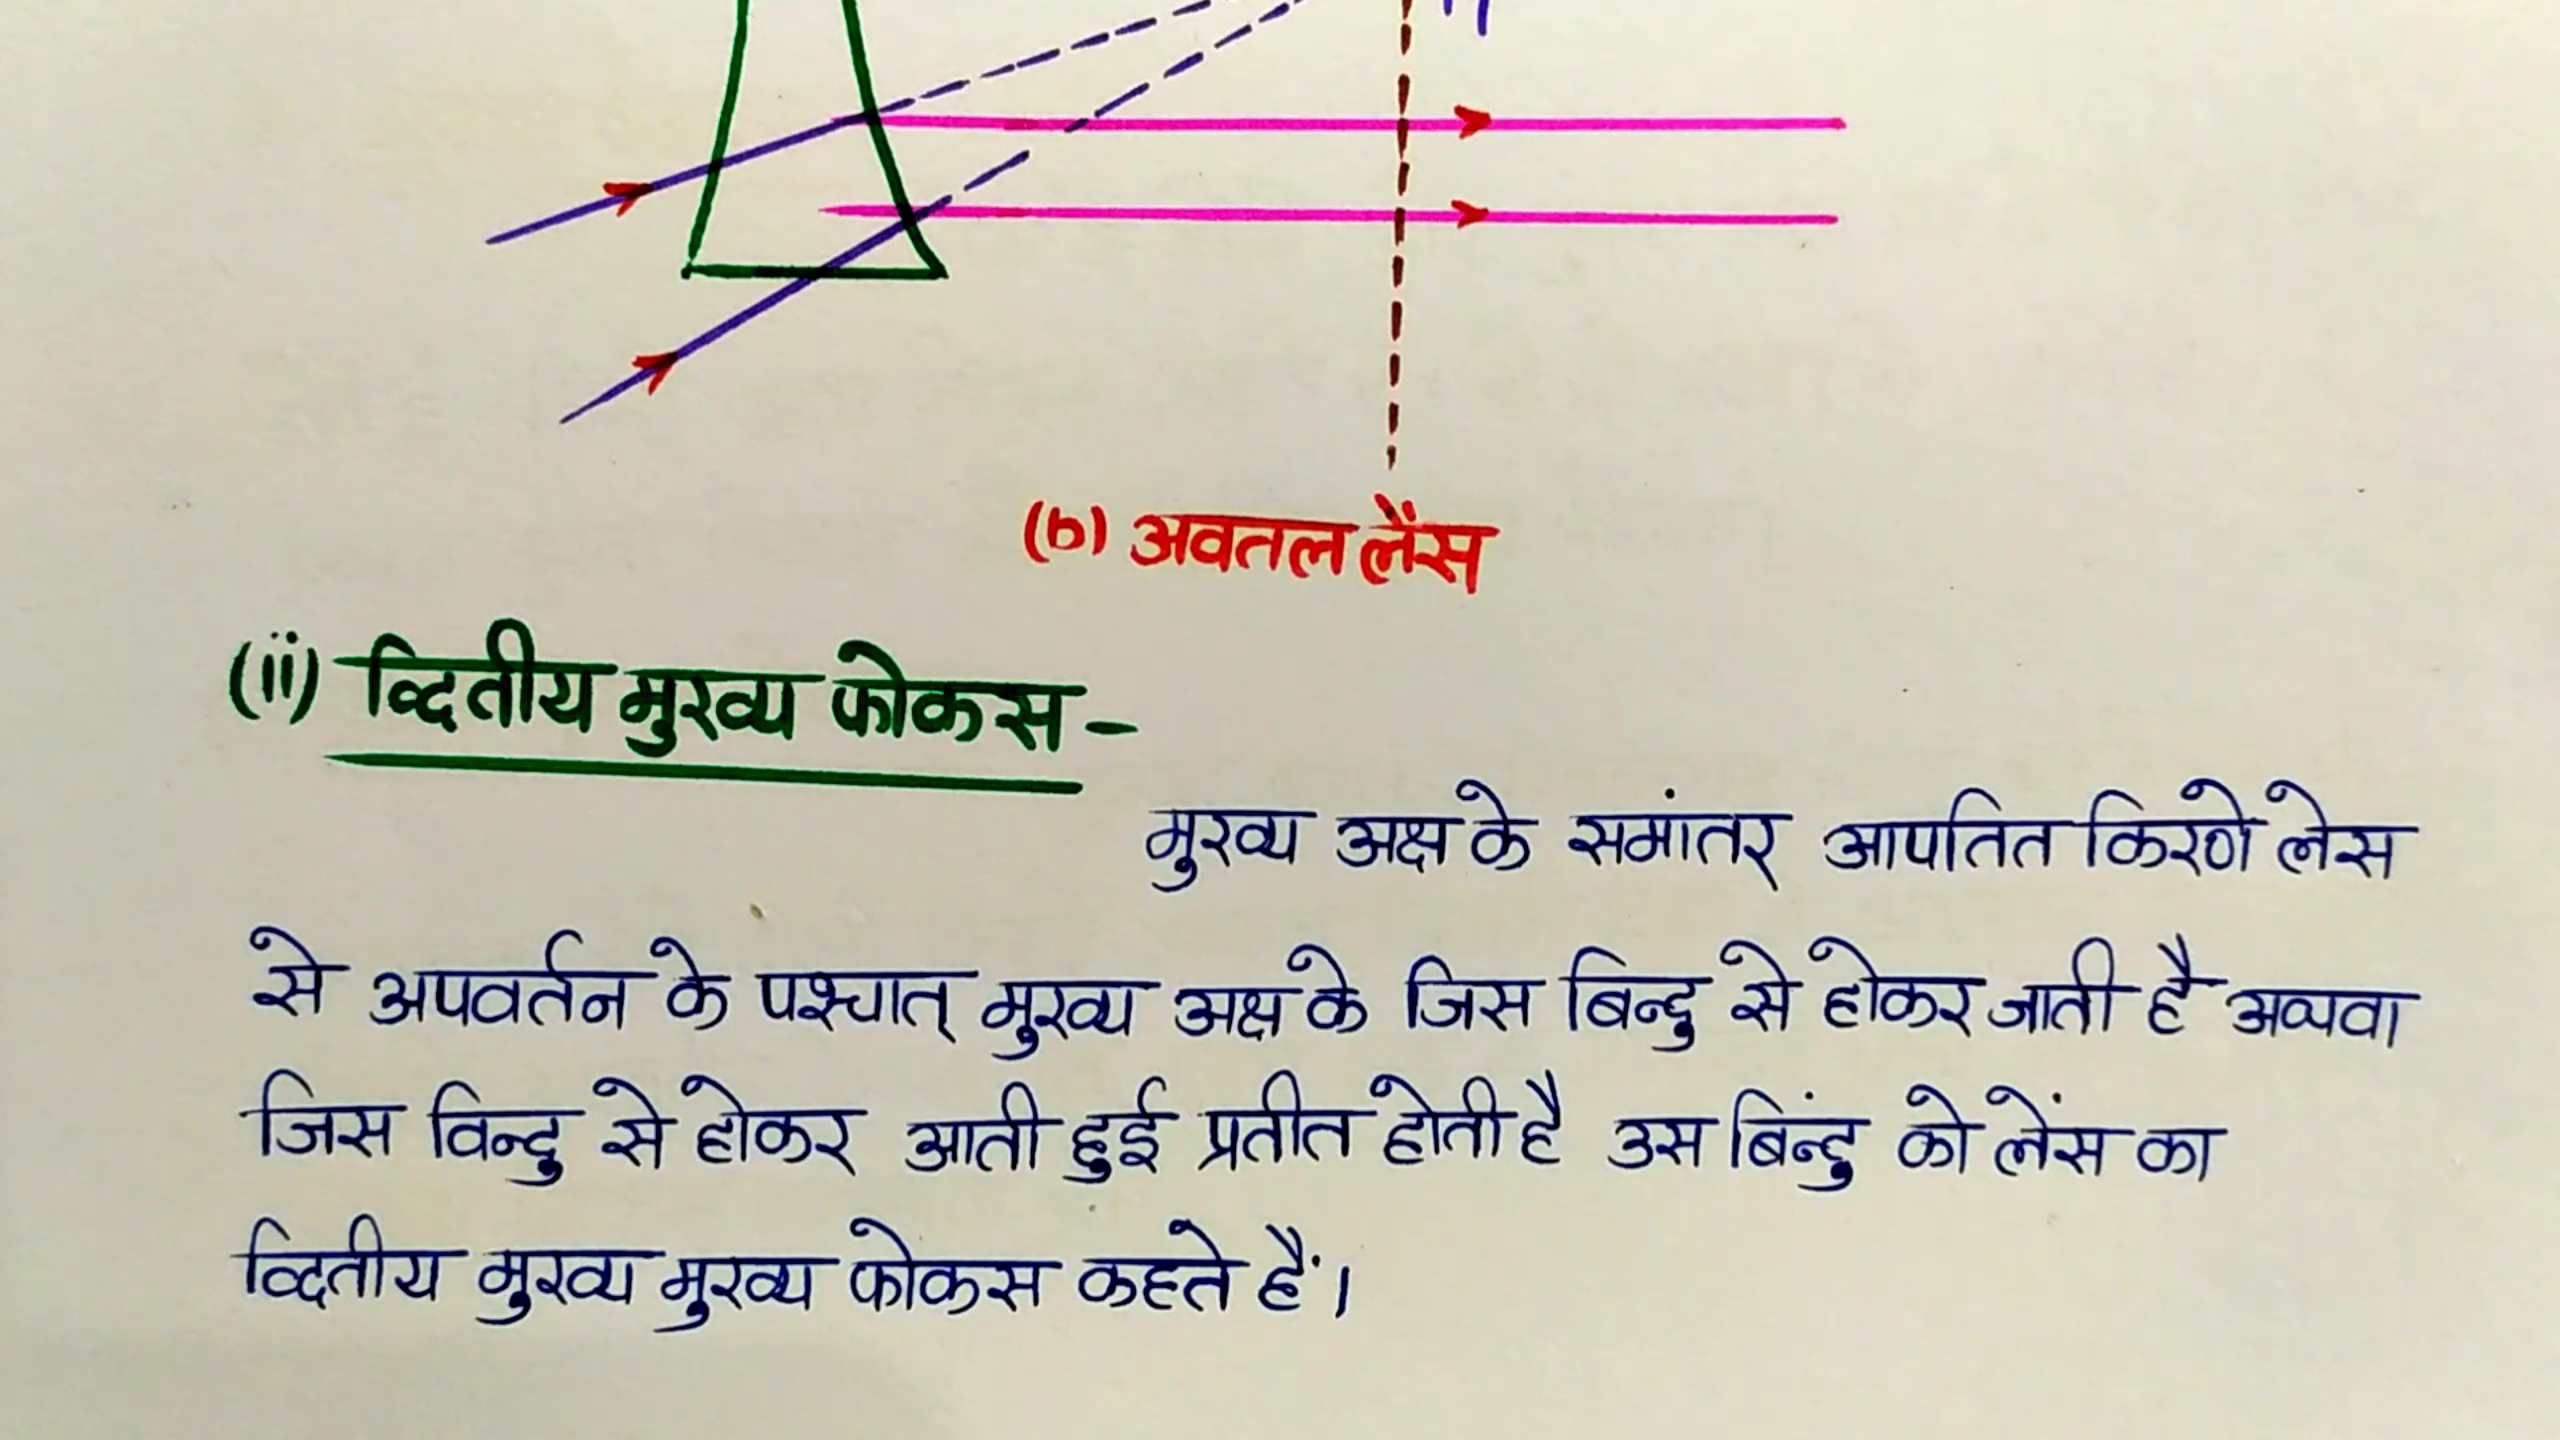 (b) अवतल लैंस
(ii) द्वितीय मुख्य फोकस -
मुख्य अक्ष के समांतर आपतित किरणे लेस
से अपवर्तन के पश्चात् मुख्य अक्ष के जिस बिन्दु से होकर जाती है अथवा
जिस विन्दु से होकर आती हुई प्रतीत होती है उस बिंन्दु को लेंस का
द्वितीय मुख्य मुख्य फोकस कहते हैं।